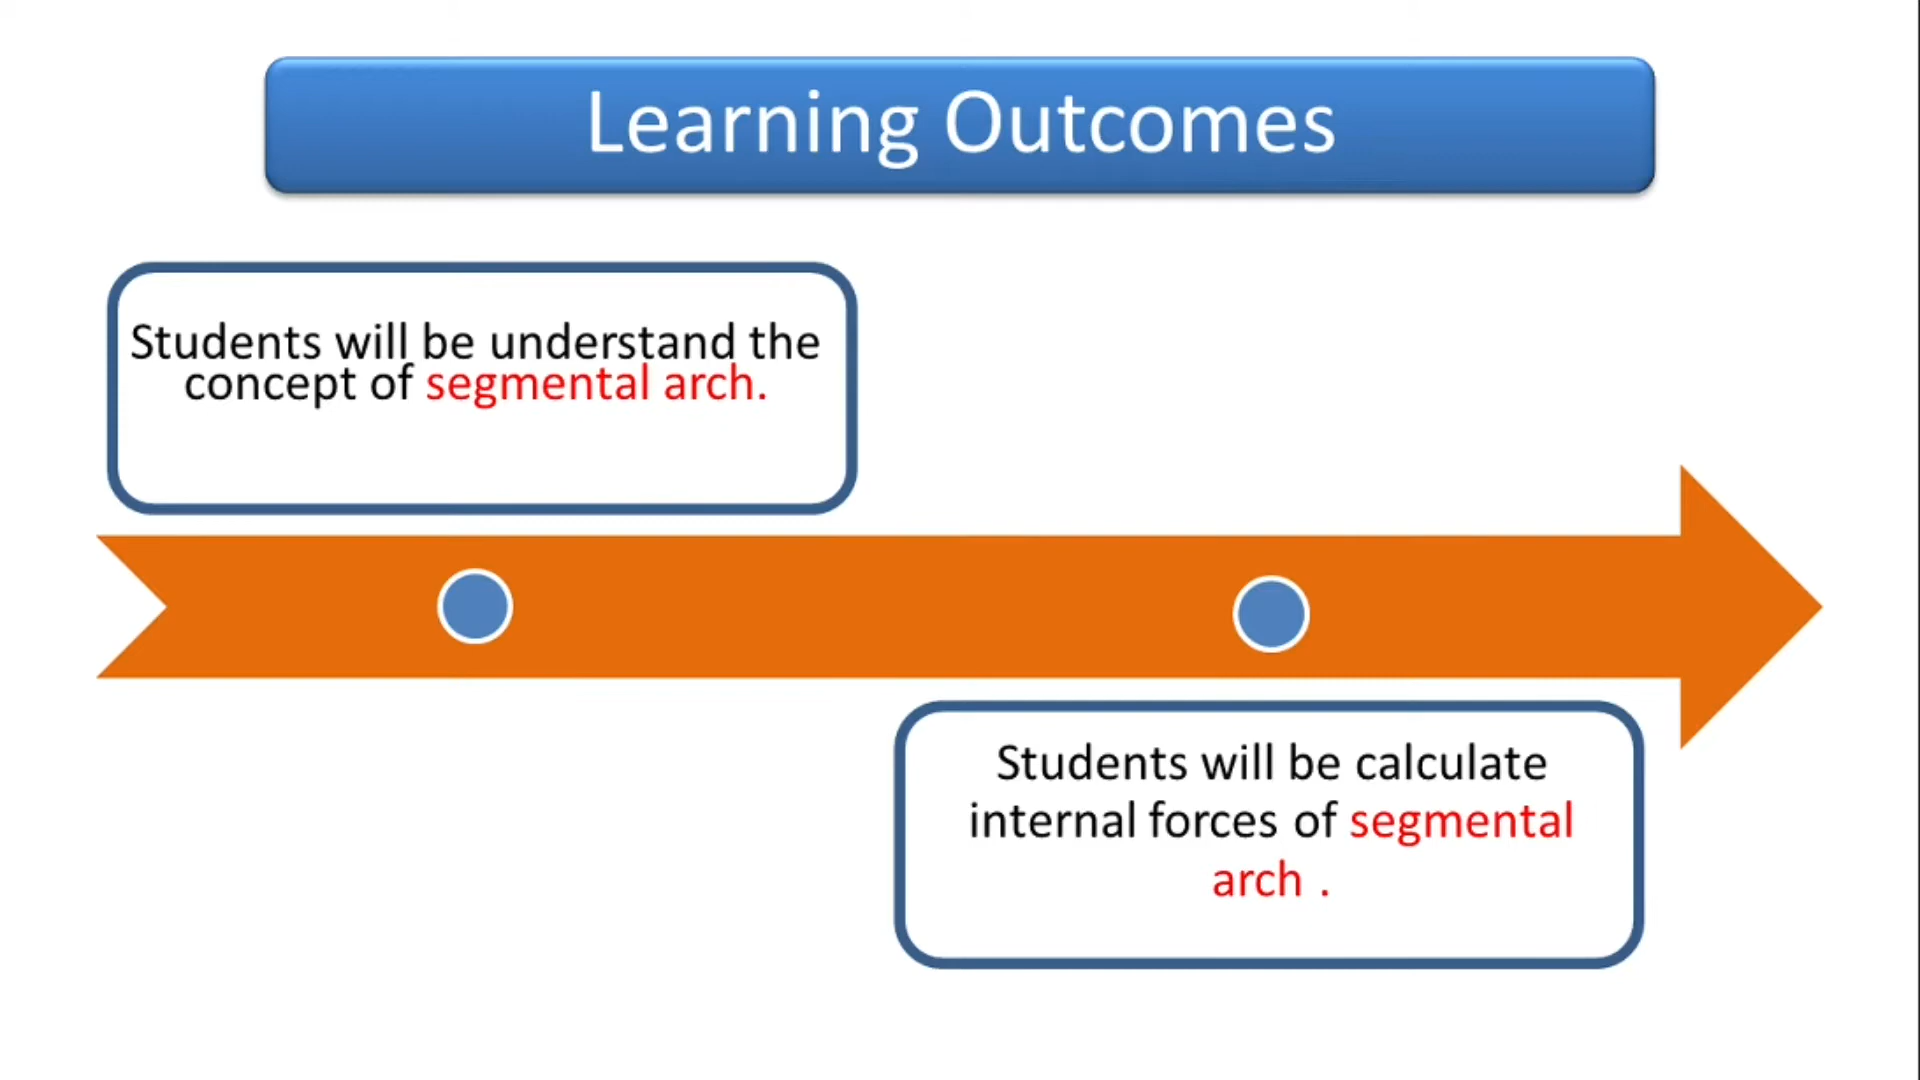 Learning Outcomes
Students will be understand the
concept of segmental arch.
Students will be calculate
internal forces of segmental
arch .